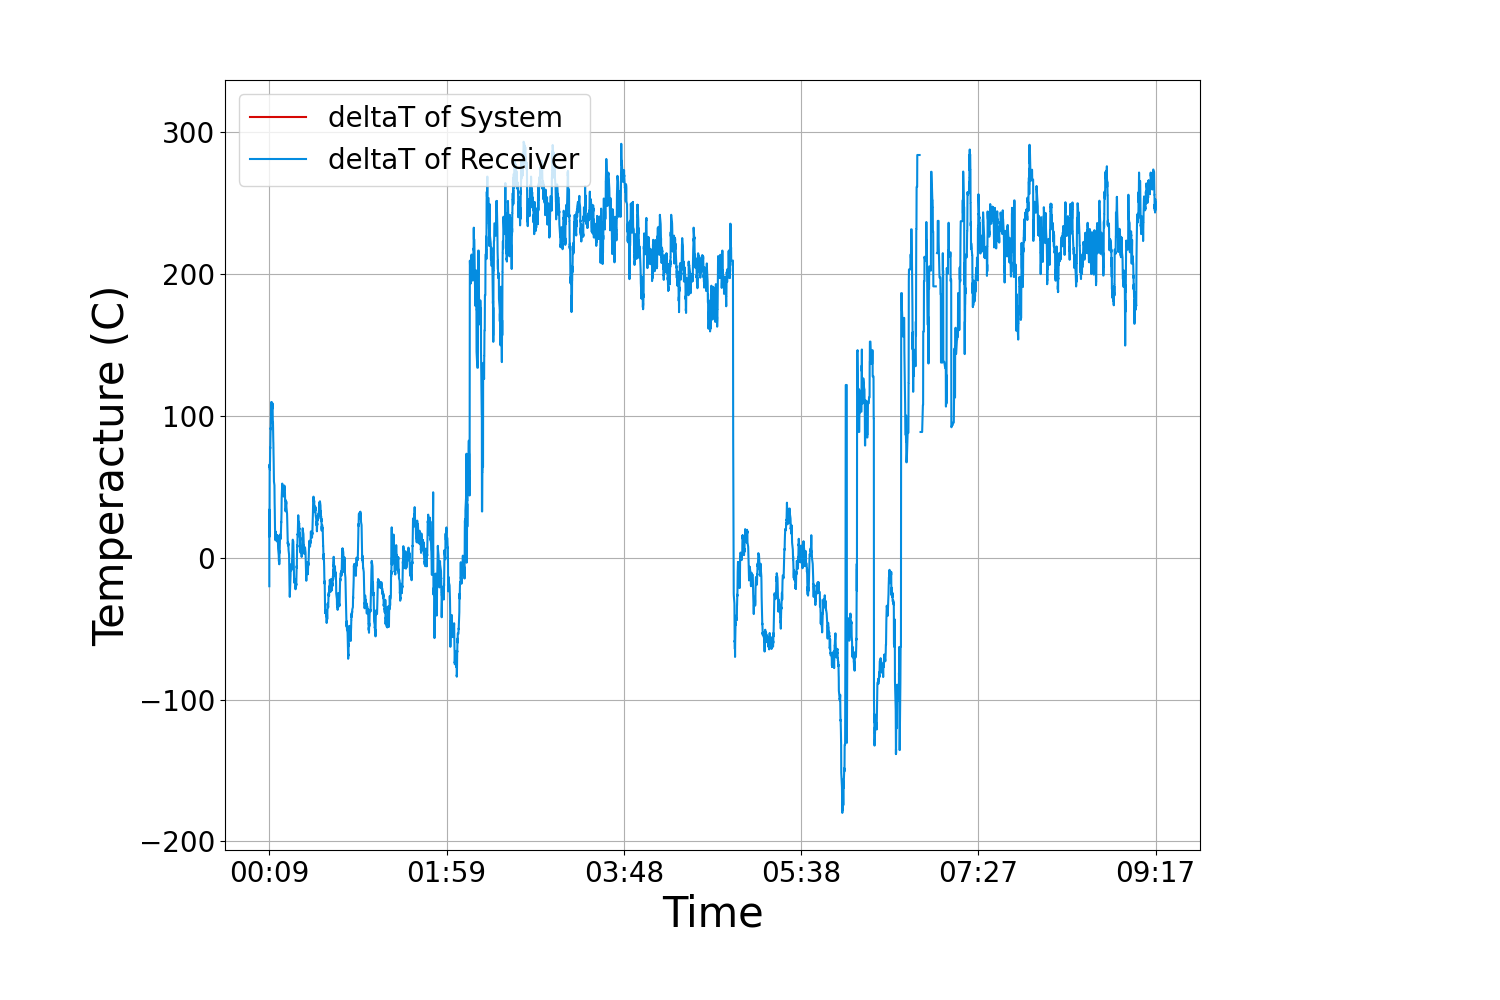 deltaT of System
deltaT of Receiver
300
200
100
0
−100
−200
Temperacture (C)
00:09 01:59 03:48 05:38 07:27 09:17
Time